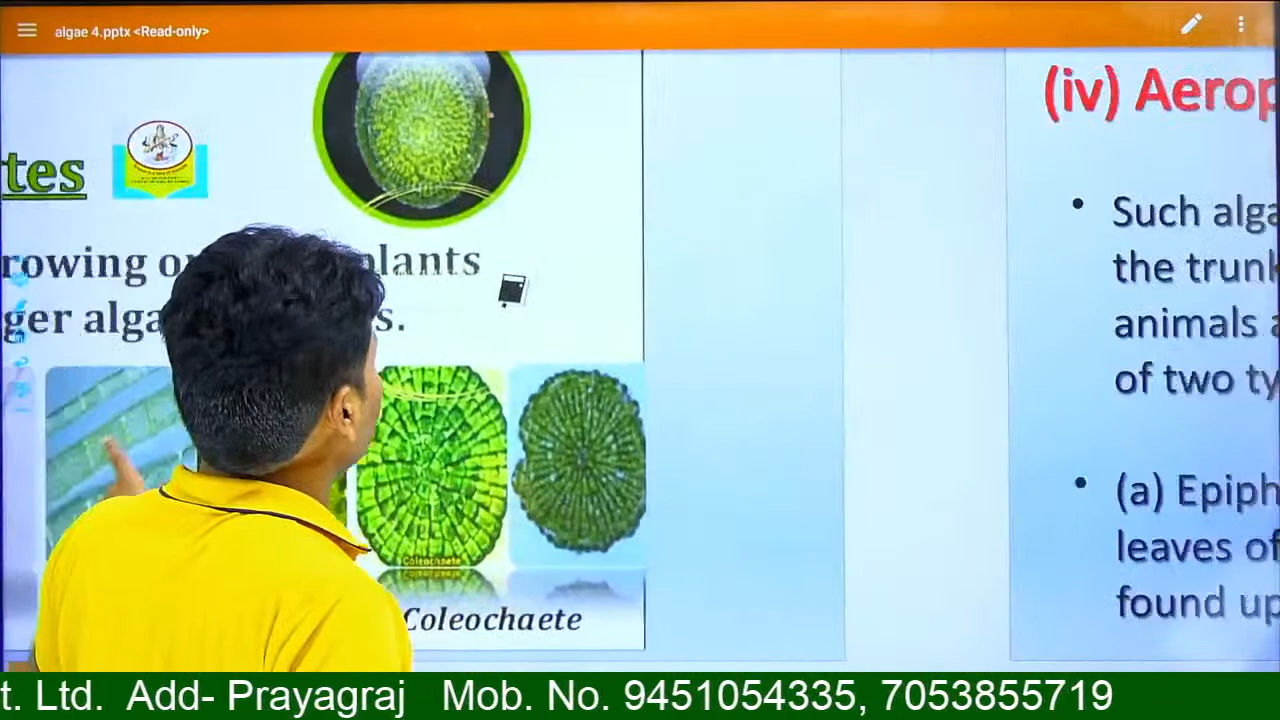 algae 4.pptx <Read-only>
tes
rowing o plants
ger alga s.
Coleochaete
Coleochaete
(iv) Aerop
Such alga
the trunk
animals a
of two ty
(a) Epiph
leaves of
found up
t. Ltd. Add- Prayagraj Mob. No. 9451054335, 7053855719